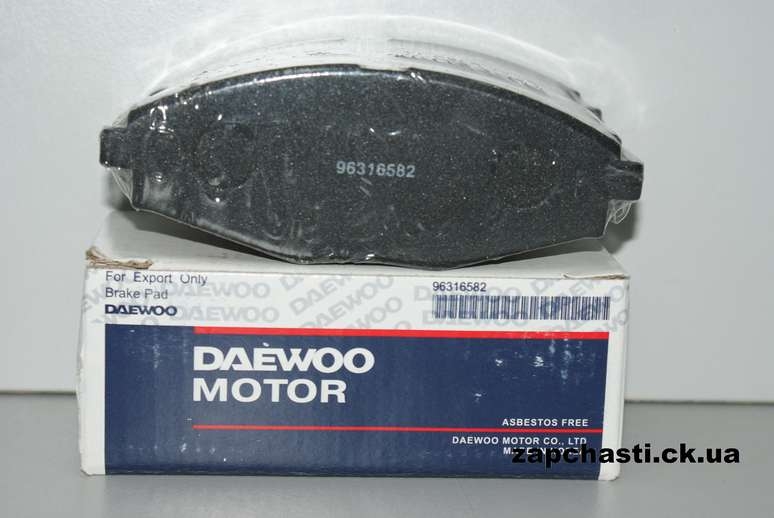 96316582
For Export Only
Brake Pad
DAEWOO
96316582
DAEWOO
MOTOR
ASBESTOS FREE
DAEWOO MOTOR CO., LTD
zapchasti.ck.ua